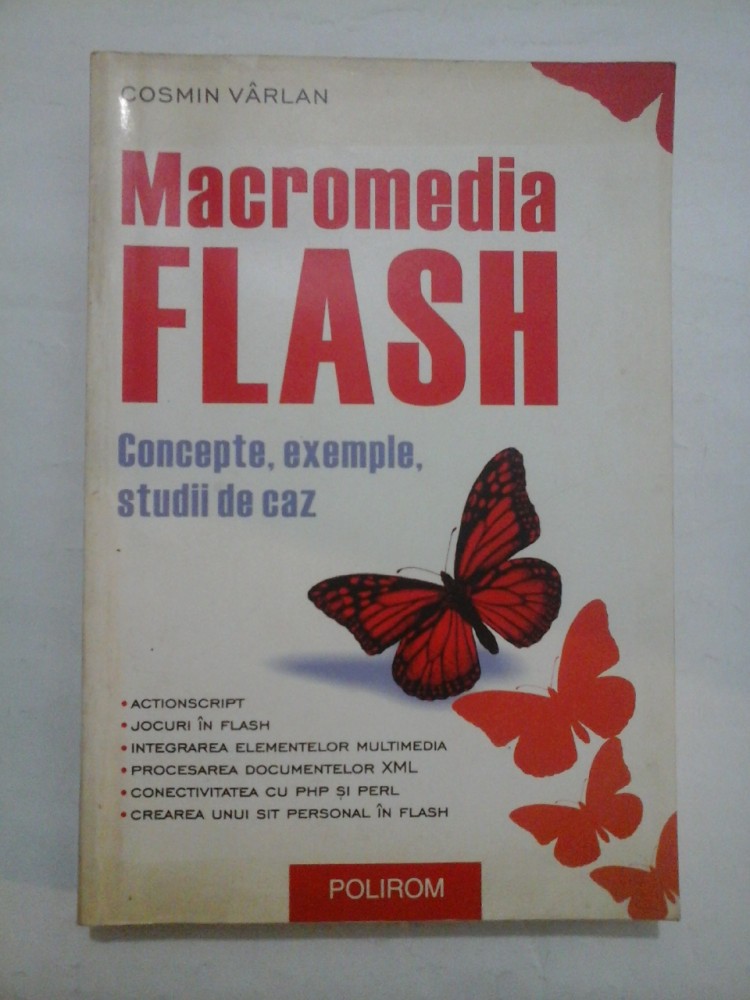 COSMIN VÂRLAN
Macromedia
FLASH
Concepte, exemple,
studii de caz
• ACTIONSCRIPT
• JOCURI ÎN FLASH
• INTEGRAREA ELEMENTELOR MULTIMEDIA
• PROCESAREA DOCUMENTELOR XML
• CONECTIVITATEA CU PHP ȘI PERL
• CREAREA UNUI SIT PERSONAL ÎN FLASH
POLIROM